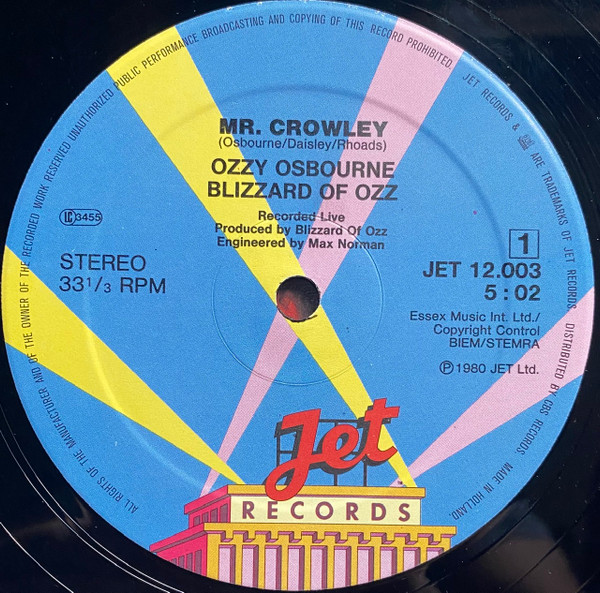 ALL RIGHTS OF THE MANUFACTURER AND OF THE OWNER OF THE RECORDED WORK RESERVED UNAUTHORIZED PUBLIC PERFORMANCE BROADCASTING AND COPYING OF THIS RECORD PROHIBITED. JET RECORDS & ARE TRADEMARKS OF JET RECORDS. DISTRIBUTED BY CBS RECORDS MADE IN HOLLAND
MR. CROWLEY
(Osbourne/Daisley/Rhoads)
OZZY OSBOURNE
BLIZZARD OF OZZ
Recorded Live
Produced by Blizzard Of Ozz
Engineered by Max Norman
LC 3455
STEREO
33 1/3 RPM
1
JET 12.003
5 : 02
Essex Music Int. Ltd./
Copyright Control
BIEM/STEMRA
℗ 1980 JET Ltd.
Jet
RECORDS